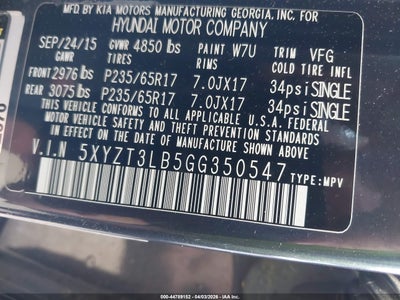 MFD. BY KIA MOTORS MANUFACTURING GEORGIA, INC. FOR
HYUNDAI MOTOR COMPANY
SEP/24/15 GVWR 4850 lbs PAINT W7U TRIM VFG
GAWR TIRES RIMS COLD TIRE INFL
FRONT 2976 lbs P235/65R17 7.0JX17 34psi SINGLE
REAR 3075 lbs P235/65R17 7.0JX17 34psi SINGLE
THIS VEHICLE CONFORMS TO ALL APPLICABLE U.S.A. FEDERAL
MOTOR VEHICLE SAFETY STANDARDS IN EFFECT ON THE DATE OF
MANUFACTURE SHOWN ABOVE.
V.I.N 5XYZT3LB5GG350547
TYPE:MPV
000-44789152 - 04/03/2026 - IAA Inc.